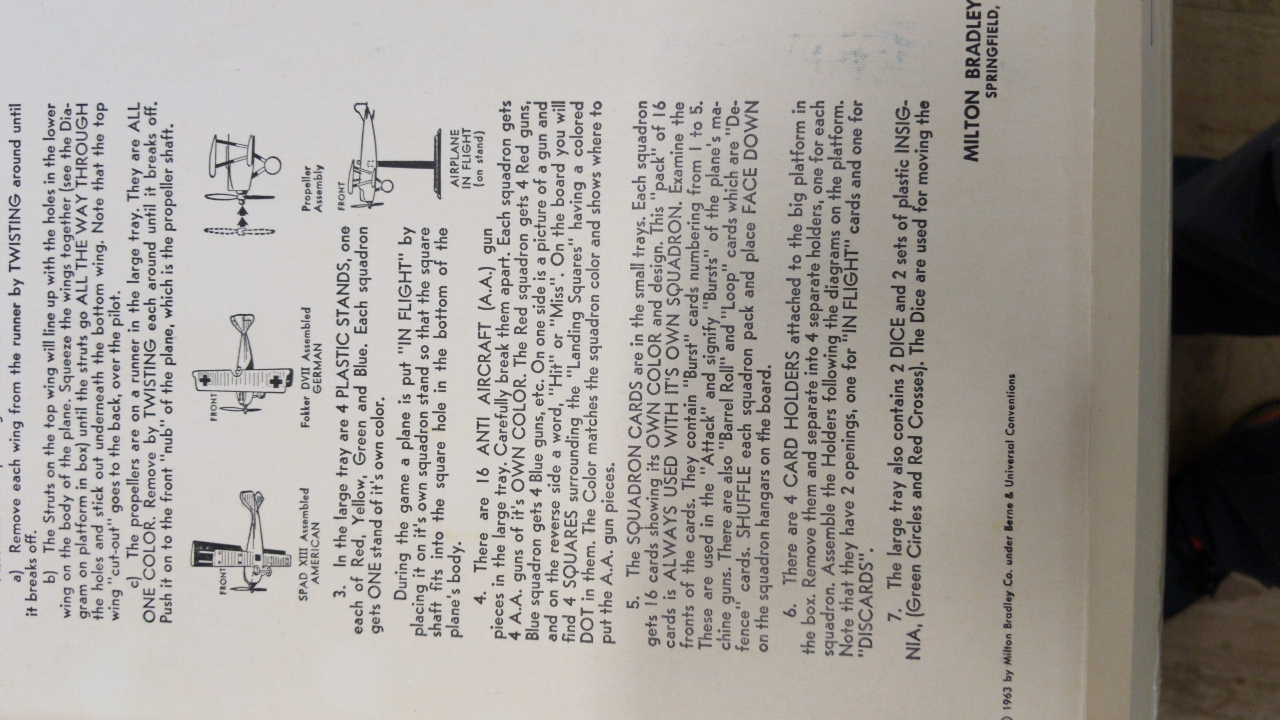 a) Remove each wing from the runner by TWISTING around until
it breaks off.
b) The Struts on the top wing will line up with the holes in the lower
wing on the body of the plane. Squeeze the wings together (see the Dia-
gram on platform in box) until the struts go ALL THE WAY THROUGH
the holes and stick out underneath the bottom wing. Note that the top
wing "cut-out" goes to the back, over the pilot.
c) The propellers are on a runner in the large tray. They are ALL
ONE COLOR. Remove by TWISTING each around until it breaks off.
Push it on to the front "nub" of the plane, which is the propeller shaft.
FRONT
SPAD XIII Assembled
AMERICAN
FRONT
Fokker DVII Assembled
GERMAN
Propeller
Assembly
FRONT
AIRPLANE
IN FLIGHT
(on stand)
3. In the large tray are 4 PLASTIC STANDS, one
each of Red, Yellow, Green and Blue. Each squadron
gets ONE stand of it's own color.
During the game a plane is put "IN FLIGHT" by
placing it on it's own squadron stand so that the square
shaft fits into the square hole in the bottom of the
plane's body.
4. There are 16 ANTI AIRCRAFT (A.A.) gun
pieces in the large tray. Carefully break them apart. Each squadron gets
4 A.A. guns of it's OWN COLOR. The Red squadron gets 4 Red guns,
Blue squadron gets 4 Blue guns, etc. On one side is a picture of a gun and
and on the reverse side a word, "Hit" or "Miss". On the board you will
find 4 SQUARES surrounding the "Landing Squares" having a colored
DOT in them. The Color matches the squadron color and shows where to
put the A.A. gun pieces.
5. The SQUADRON CARDS are in the small trays. Each squadron
gets 16 cards showing its OWN COLOR and design. This "pack" of 16
cards is ALWAYS USED WITH IT'S OWN SQUADRON. Examine the
fronts of the cards. They contain "Burst" cards numbering from 1 to 5.
These are used in the "Attack" and signify "Bursts" of the plane's ma-
chine guns. There are also "Barrel Roll" and "Loop" cards which are "De-
fence" cards. SHUFFLE each squadron pack and place FACE DOWN
on the squadron hangars on the board.
6. There are 4 CARD HOLDERS attached to the big platform in
the box. Remove them and separate into 4 separate holders, one for each
squadron. Assemble the Holders following the diagrams on the platform.
Note that they have 2 openings, one for "IN FLIGHT" cards and one for
"DISCARDS".
7. The large tray also contains 2 DICE and 2 sets of plastic INSIG-
NIA, (Green Circles and Red Crosses). The Dice are used for moving the
MILTON BRADLEY
SPRINGFIELD,
1963 by Milton Bradley Co. under Berne & Universal Conventions